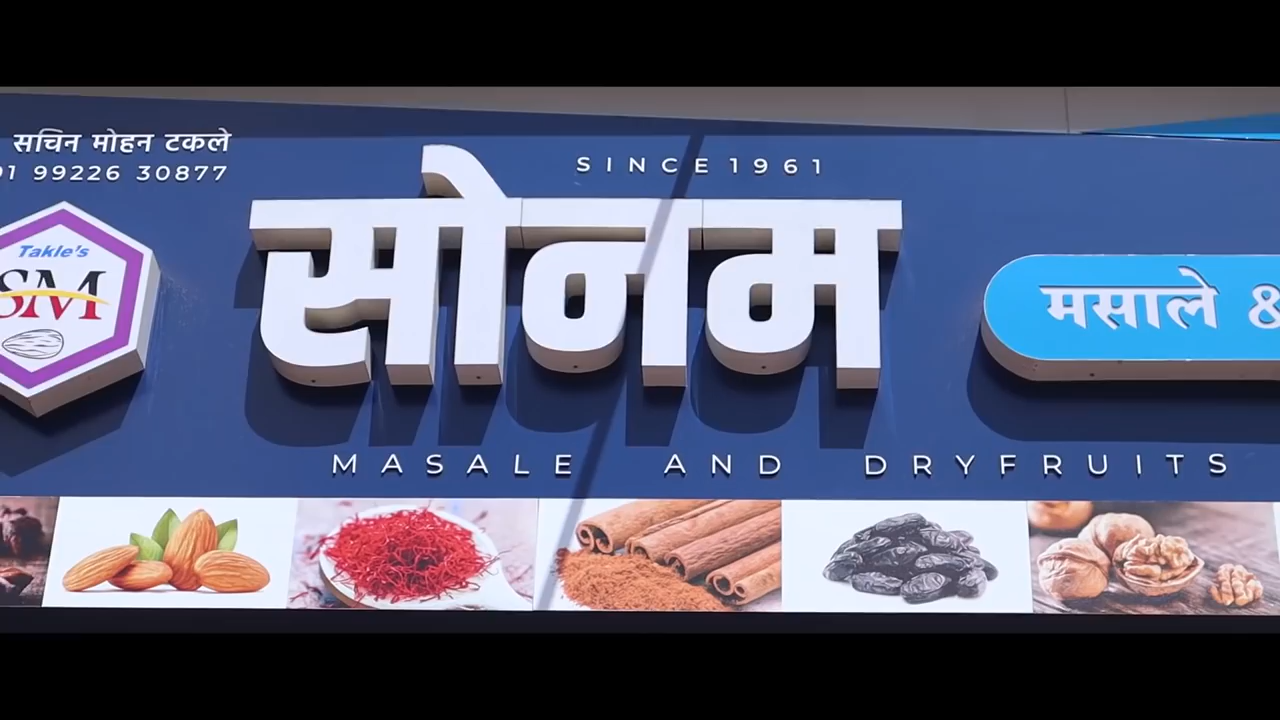 सचिन मोहन टकले
99226 30877
SINCE 1961
Takle's
SM
सोनम
मसाले &
MASALE AND DRYFRUITS